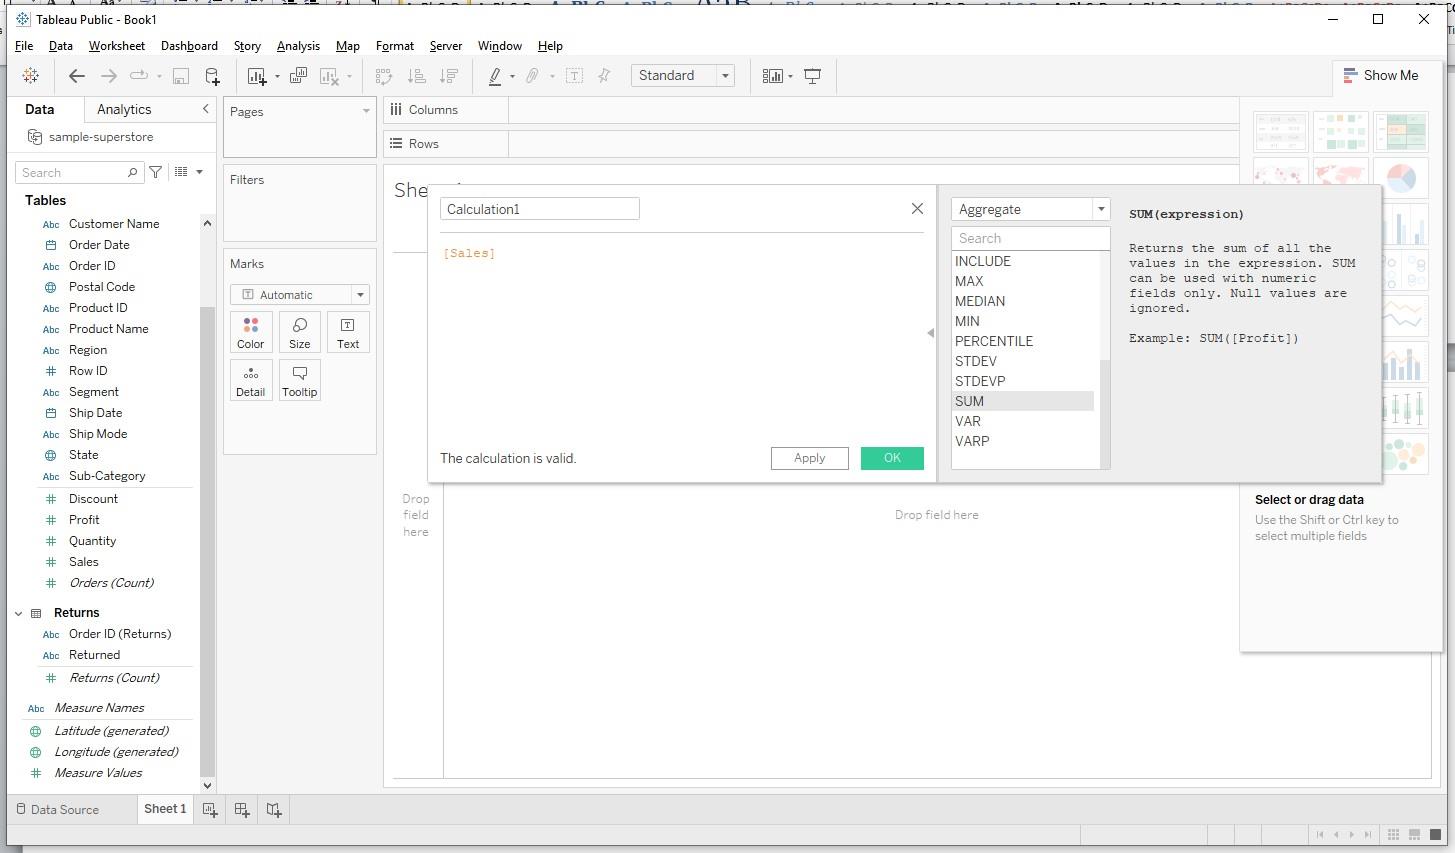 Tableau Public - Book1
File Data Worksheet Dashboard Story Analysis Map Format Server Window Help
Standard
Show Me
Data Analytics
sample-superstore
Search
Tables
Abc Customer Name
Order Date
Abc Order ID
Postal Code
Abc Product ID
Abc Product Name
Abc Region
# Row ID
Abc Segment
Ship Date
Abc Ship Mode
State
Abc Sub-Category
# Discount
# Profit
# Quantity
# Sales
# Orders (Count)
Returns
Abc Order ID (Returns)
Abc Returned
# Returns (Count)
Abc Measure Names
Latitude (generated)
Longitude (generated)
# Measure Values
Pages
Filters
Marks
Automatic
Color Size Text
Detail Tooltip
Columns
Rows
She
Calculation1
[Sales]
The calculation is valid.
Apply OK
Aggregate
Search
INCLUDE
MAX
MEDIAN
MIN
PERCENTILE
STDEV
STDEVP
SUM
VAR
VARP
SUM(expression)
Returns the sum of all the
values in the expression. SUM
can be used with numeric
fields only. Null values are
ignored.
Example: SUM([Profit])
Drop
field
here
Drop field here
Select or drag data
Use the Shift or Ctrl key to
select multiple fields
Data Source Sheet 1